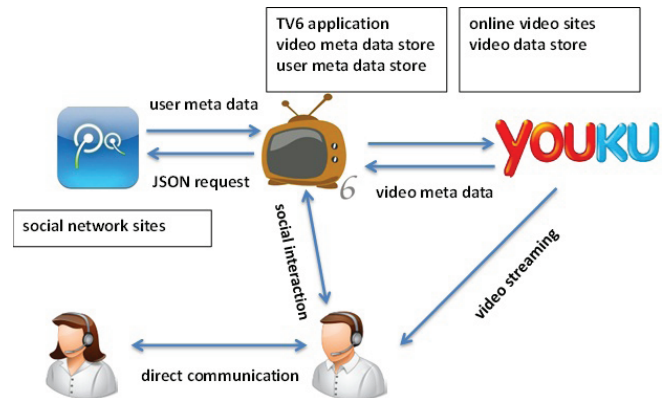 TV6 application
video meta data store
user meta data store
online video sites
video data store
user meta data
JSON request
6
YOUKU
video meta data
social network sites
social interaction
video streaming
direct communication